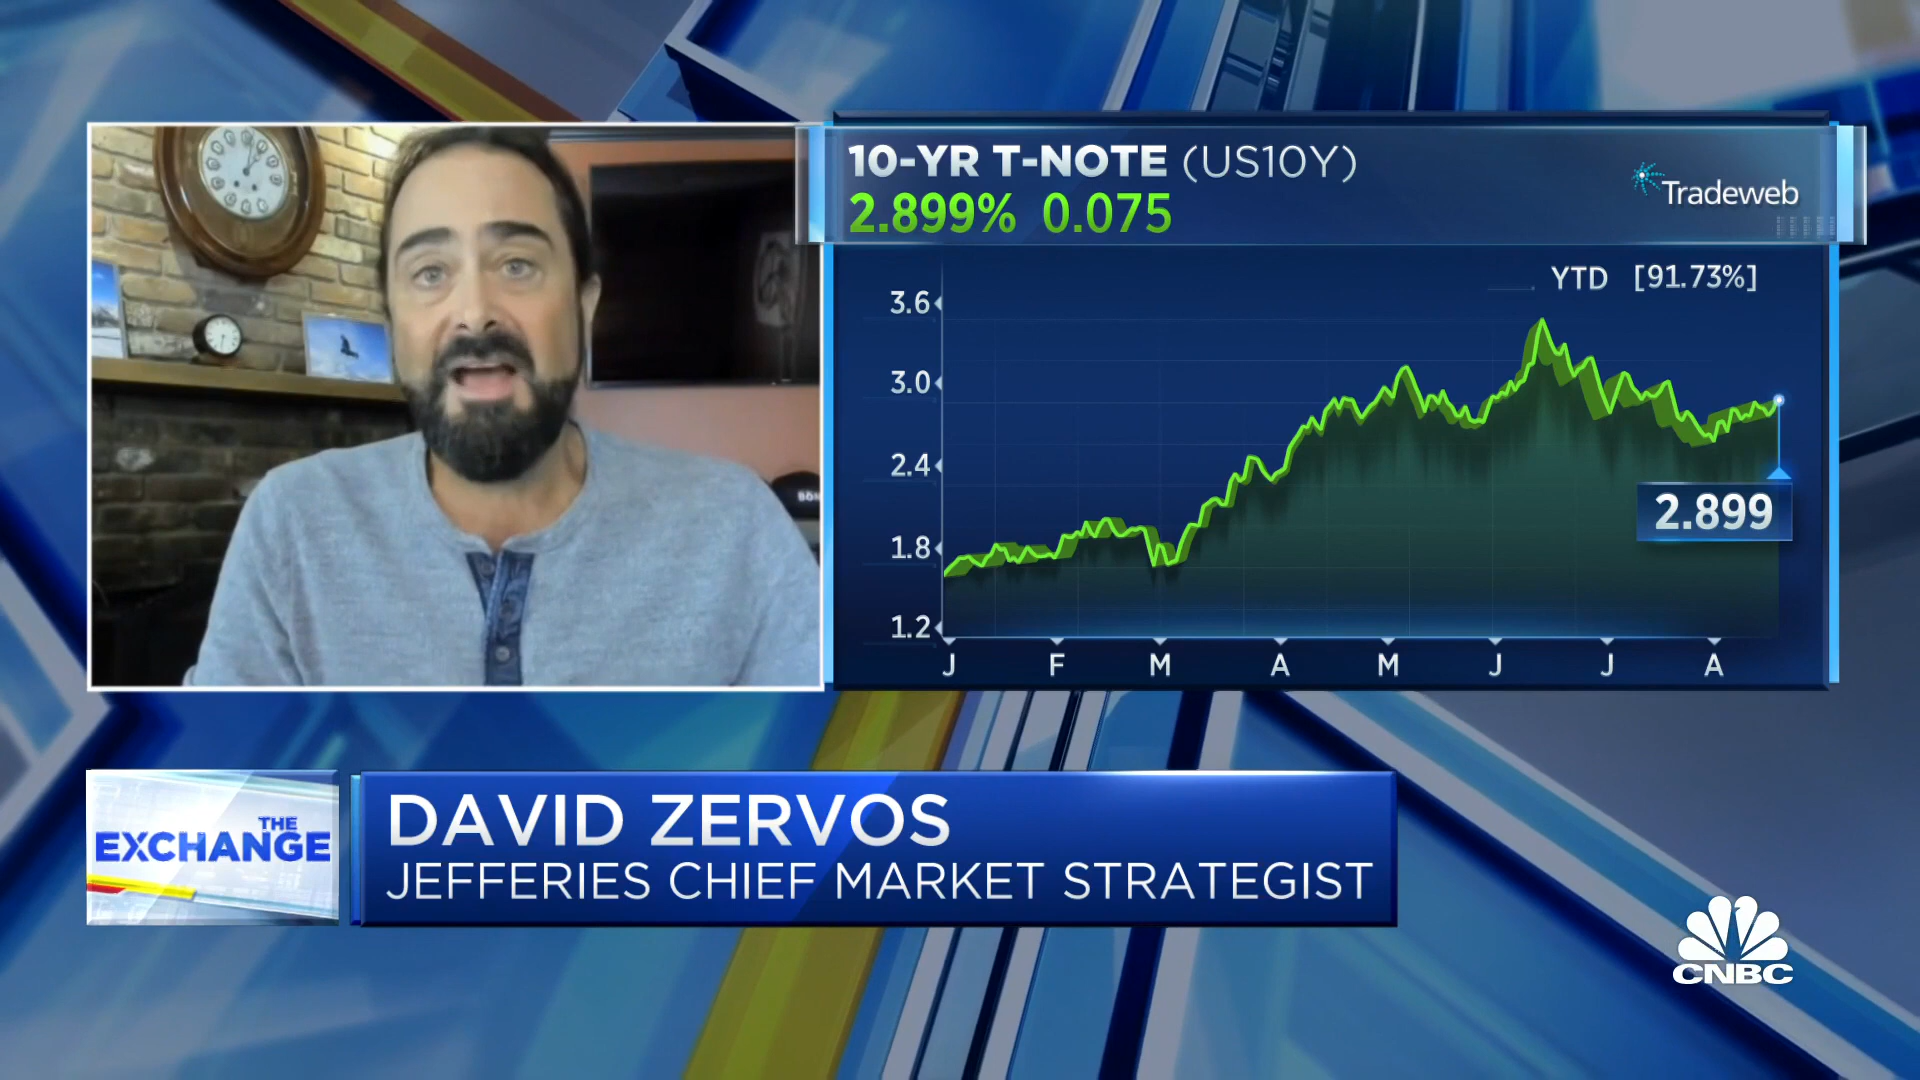 10-YR T-NOTE (US10Y)
2.899% 0.075
Tradeweb
YTD [91.73%]
3.6
3.0
2.4
1.8
1.2
2.899
J F M A M J J A
THE
EXCHANGE
DAVID ZERVOS
JEFFERIES CHIEF MARKET STRATEGIST
CNBC